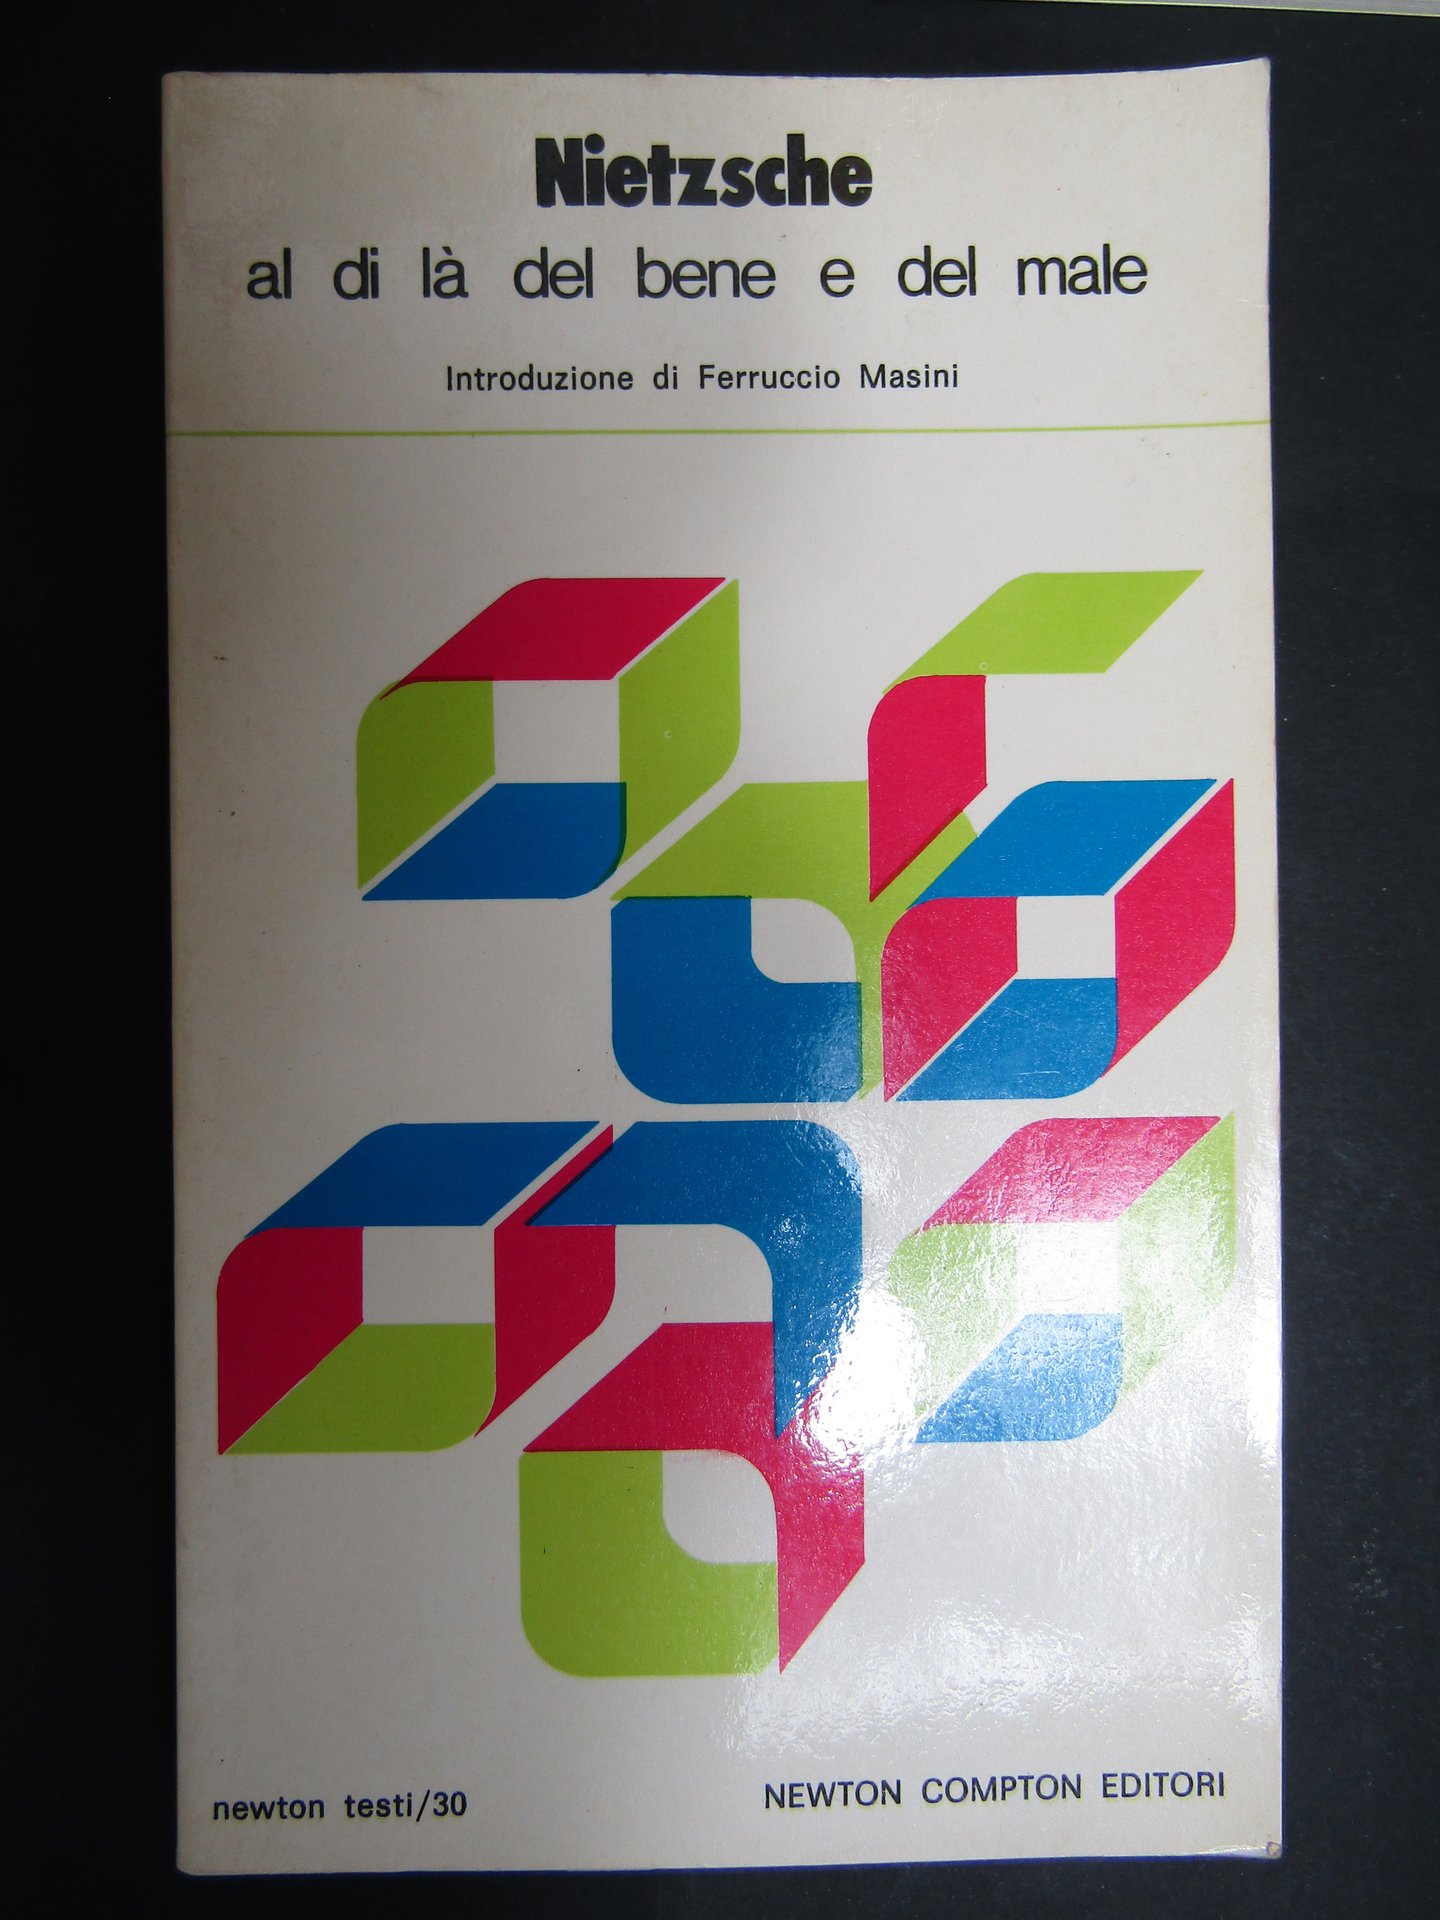 Nietzsche
al di là del bene e del male
Introduzione di Ferruccio Masini
newton testi/30
NEWTON COMPTON EDITORI